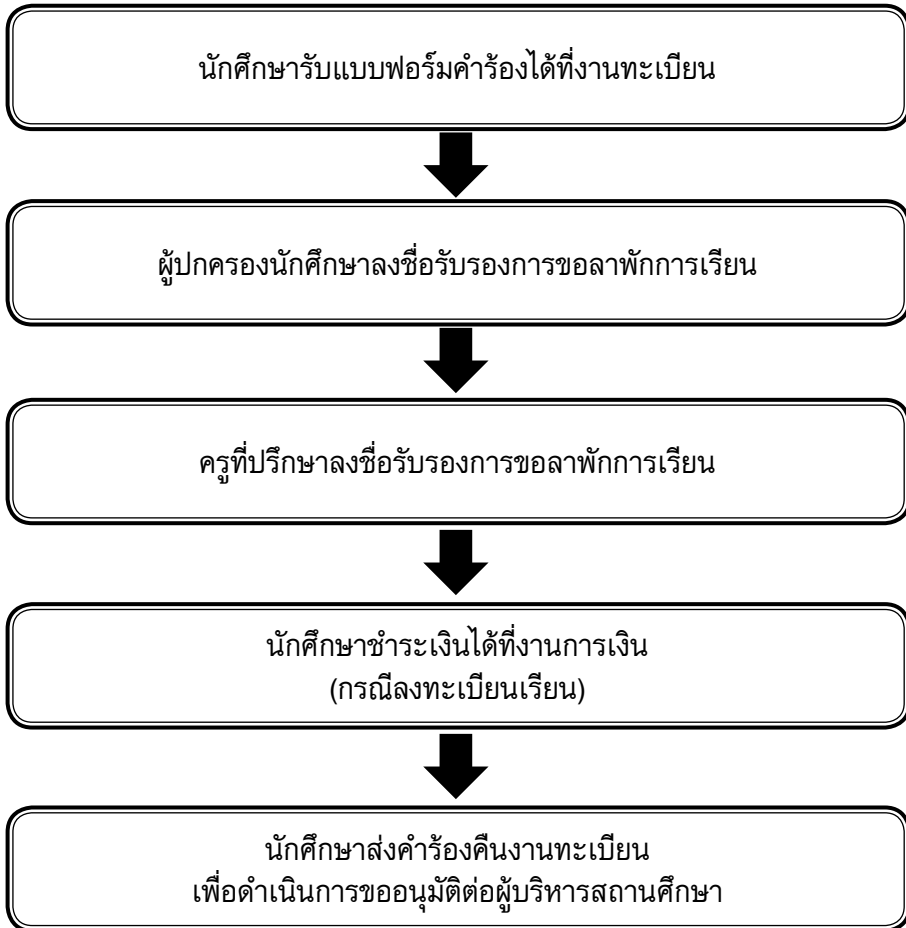 นักศึกษารับแบบฟอร์มคำร้องได้ที่งานทะเบียน
ผู้ปกครองนักศึกษาลงชื่อรับรองการขอลาพักการเรียน
ครูที่ปรึกษาลงชื่อรับรองการขอลาพักการเรียน
นักศึกษาชำระเงินได้ที่งานการเงิน
(กรณีลงทะเบียนเรียน)
นักศึกษาส่งคำร้องคืนงานทะเบียน
เพื่อดำเนินการขออนุมัติต่อผู้บริหารสถานศึกษา